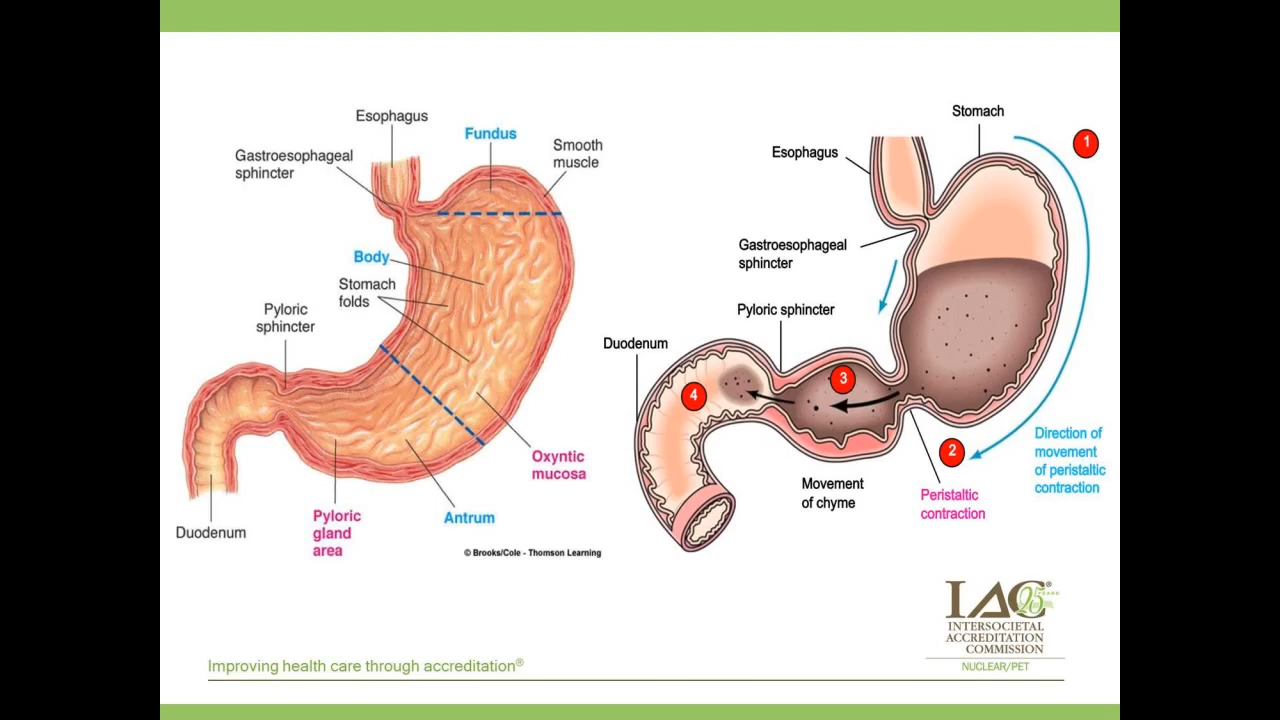 Esophagus
Fundus
Smooth
muscle
Gastroesophageal
sphincter
Body
Stomach
folds
Pyloric
sphincter
Oxyntic
mucosa
Pyloric
gland
area
Antrum
Duodenum
© Brooks/Cole - Thomson Learning
Stomach
1
Esophagus
Gastroesophageal
sphincter
Pyloric sphincter
Duodenum
3
4
2
Direction of
movement
of peristaltic
contraction
Movement
of chyme
Peristaltic
contraction
IAC®
25 YEARS
INTERSOCIETAL
ACCREDITATION
COMMISSION
NUCLEAR/PET
Improving health care through accreditation®